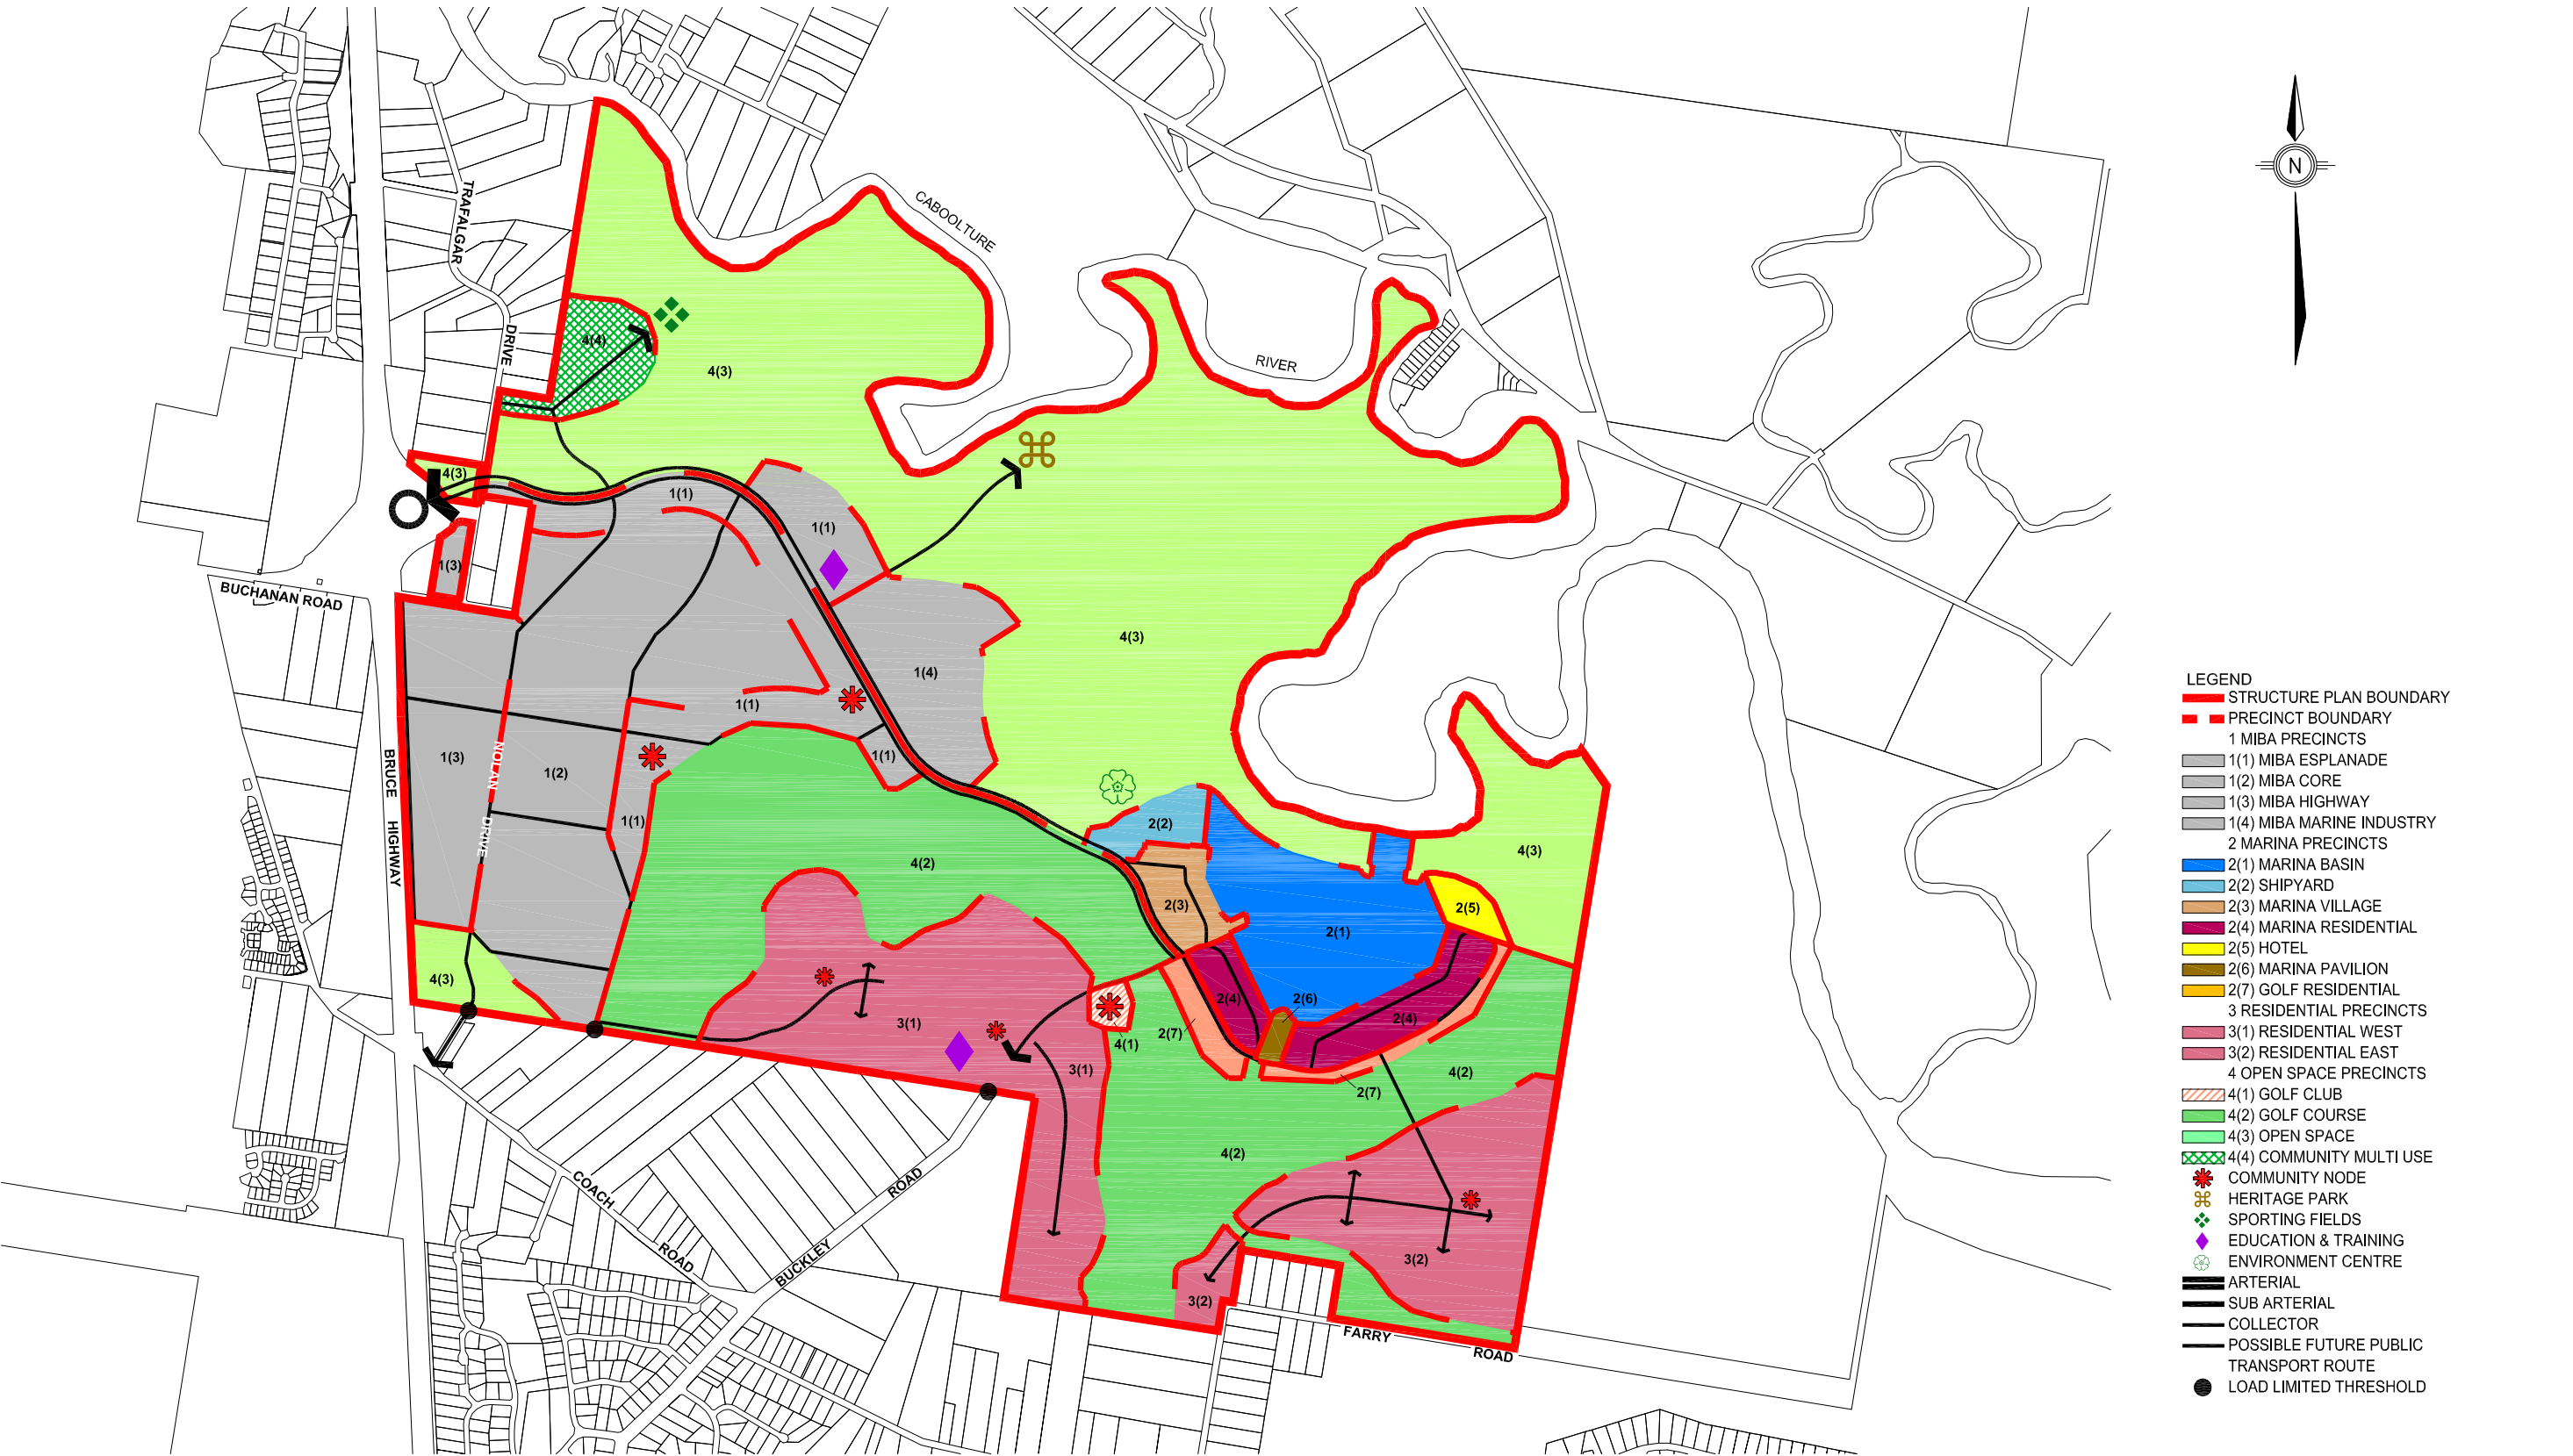 CABOOLTURE
RIVER
TRAFALGAR
DRIVE
N
4(4)
4(3)
4(3)
1(1)
1(1)
1(3)
BUCHANAN ROAD
4(3)
1(4)
1(1)
1(1)
1(3)
1(2)
NOLAN
DRIVE
BRUCE
HIGHWAY
1(1)
4(2)
2(2)
4(3)
2(3)
2(5)
2(1)
4(3)
2(4)
2(6)
2(4)
3(1)
4(1)
2(7)
3(1)
4(2)
2(7)
4(2)
COACH
ROAD
BUCKLEY
ROAD
3(2)
3(2)
FARRY
ROAD
LEGEND
STRUCTURE PLAN BOUNDARY
PRECINCT BOUNDARY
1 MIBA PRECINCTS
1(1) MIBA ESPLANADE
1(2) MIBA CORE
1(3) MIBA HIGHWAY
1(4) MIBA MARINE INDUSTRY
2 MARINA PRECINCTS
2(1) MARINA BASIN
2(2) SHIPYARD
2(3) MARINA VILLAGE
2(4) MARINA RESIDENTIAL
2(5) HOTEL
2(6) MARINA PAVILION
2(7) GOLF RESIDENTIAL
3 RESIDENTIAL PRECINCTS
3(1) RESIDENTIAL WEST
3(2) RESIDENTIAL EAST
4 OPEN SPACE PRECINCTS
4(1) GOLF CLUB
4(2) GOLF COURSE
4(3) OPEN SPACE
4(4) COMMUNITY MULTI USE
COMMUNITY NODE
HERITAGE PARK
SPORTING FIELDS
EDUCATION & TRAINING
ENVIRONMENT CENTRE
ARTERIAL
SUB ARTERIAL
COLLECTOR
POSSIBLE FUTURE PUBLIC
TRANSPORT ROUTE
LOAD LIMITED THRESHOLD